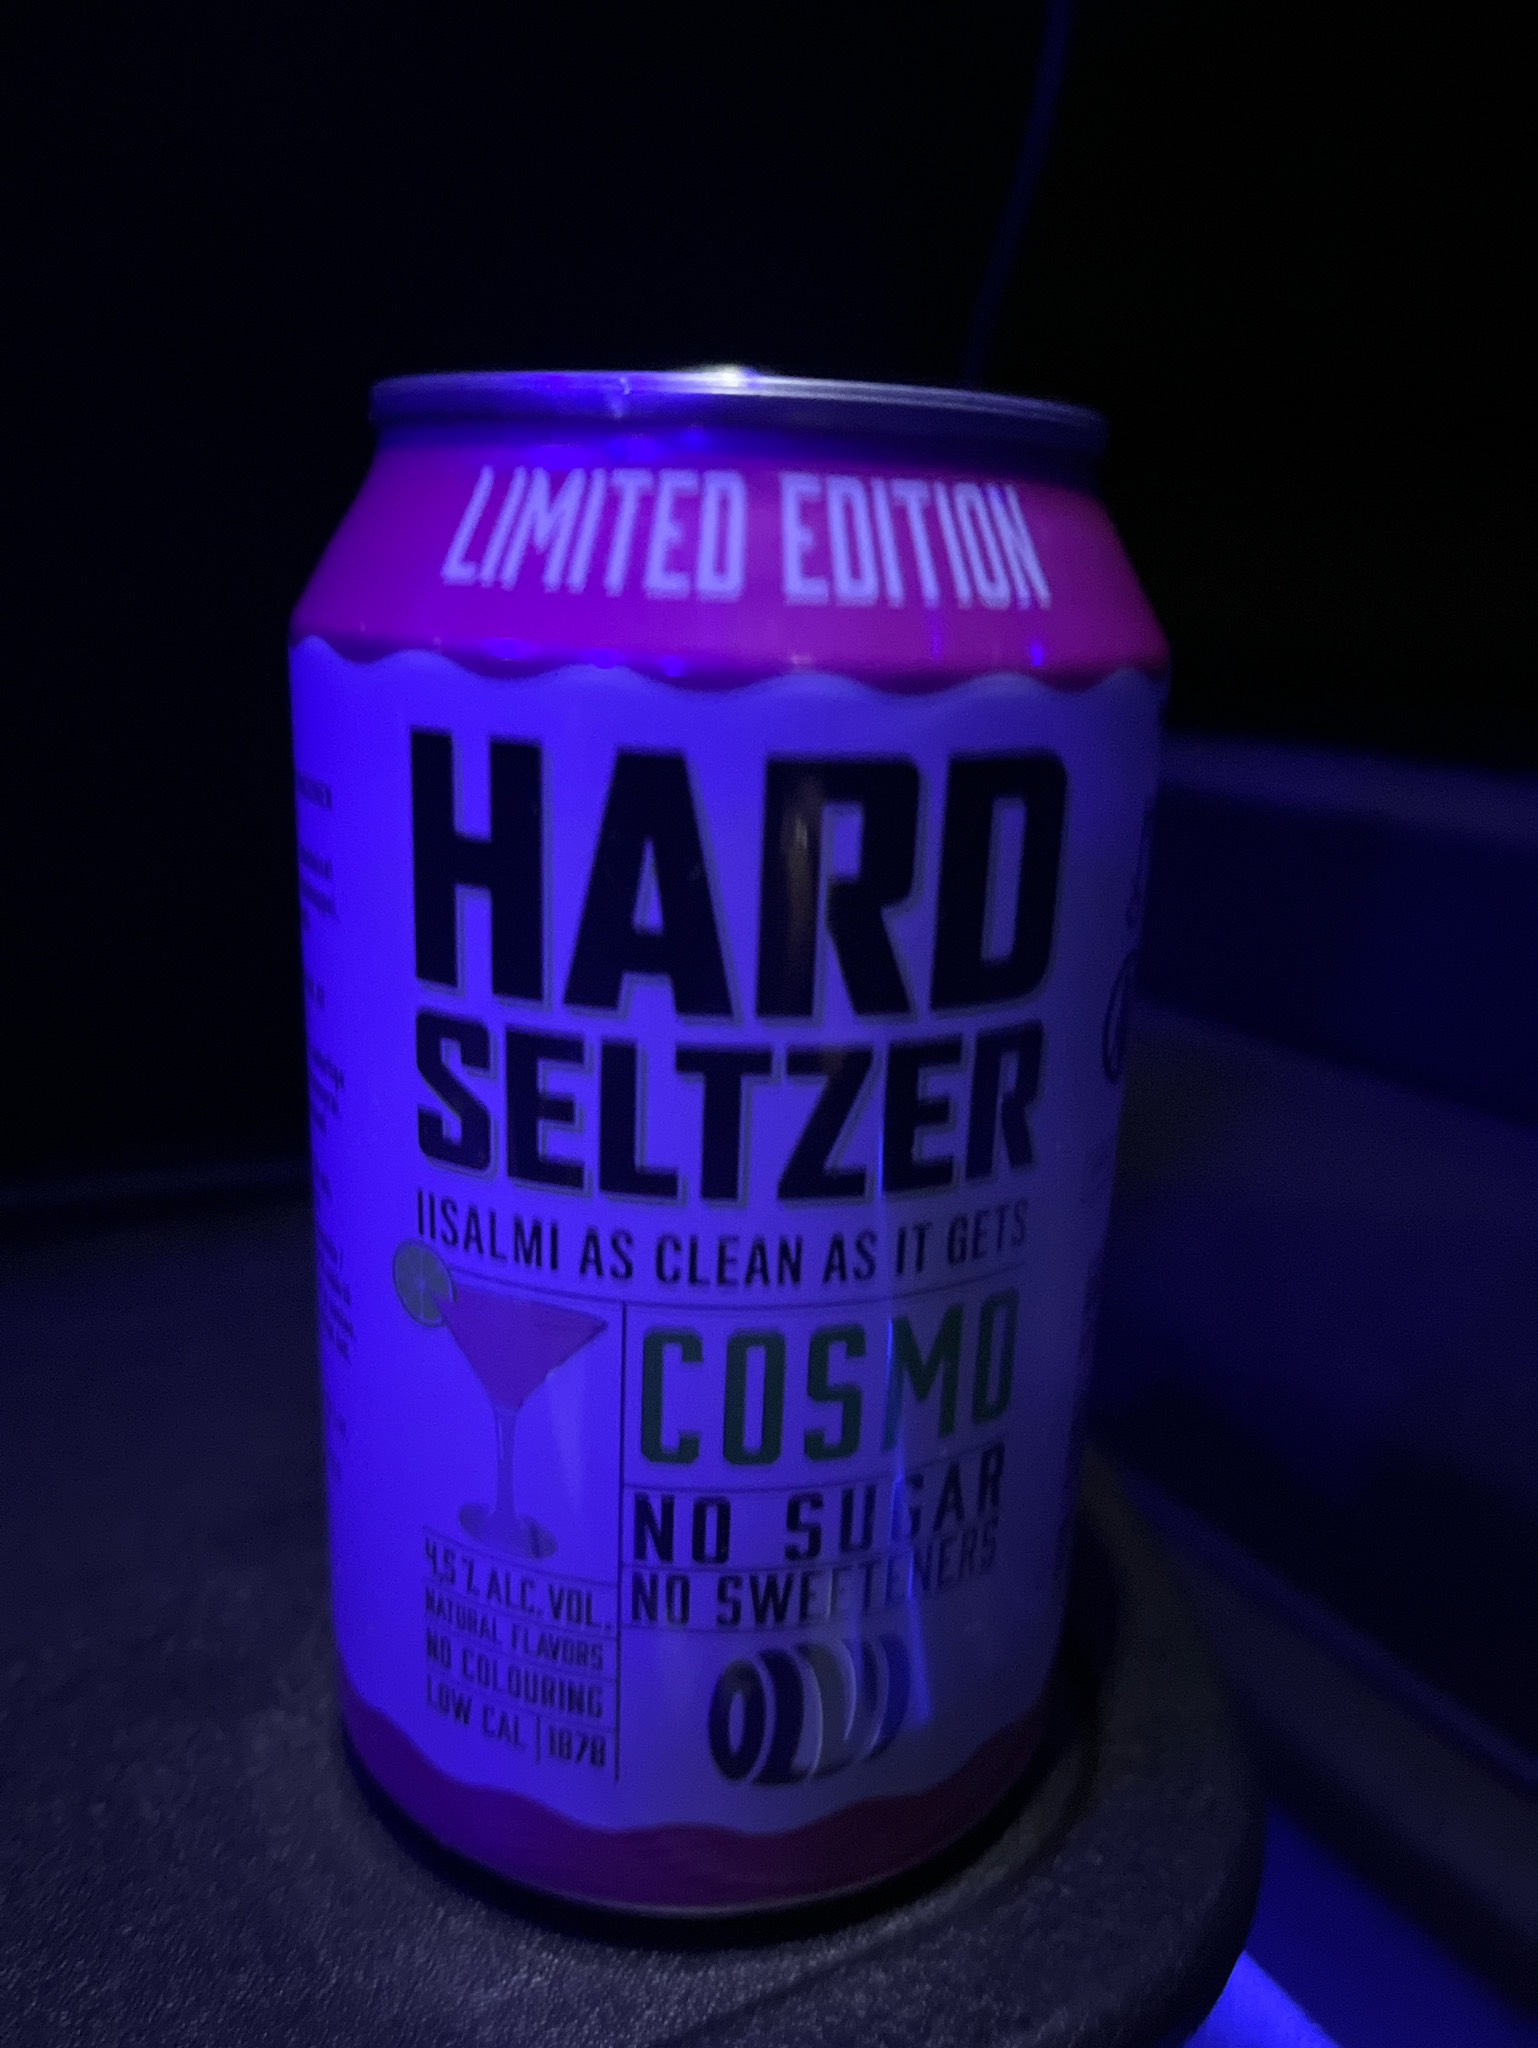 LIMITED EDITION
HARD
SELTZER
IISALMI AS CLEAN AS IT GETS
COSMO
NO SUGAR
NO SWEETENERS
4,5% ALC. VOL.
NATURAL FLAVORS
NO COLOURING
LOW CAL | 1878
OLVI